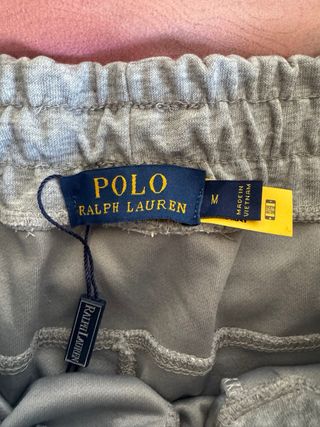 POLO
RALPH LAUREN
M
MADE IN
VIETNAM
RALPH LAUREN